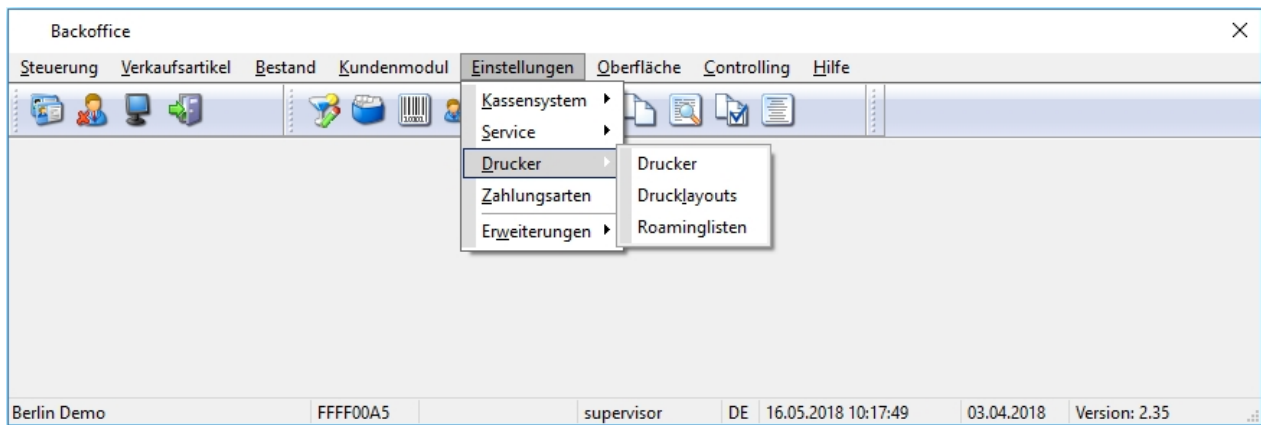 Backoffice
Steuerung Verkaufsartikel Bestand Kundenmodul Einstellungen Oberfläche Controlling Hilfe
Kassensystem
Service
Drucker Drucker
Zahlungsarten Drucklayouts
Erweiterungen Roaminglisten
Berlin Demo FFFF00A5 supervisor DE 16.05.2018 10:17:49 03.04.2018 Version: 2.35